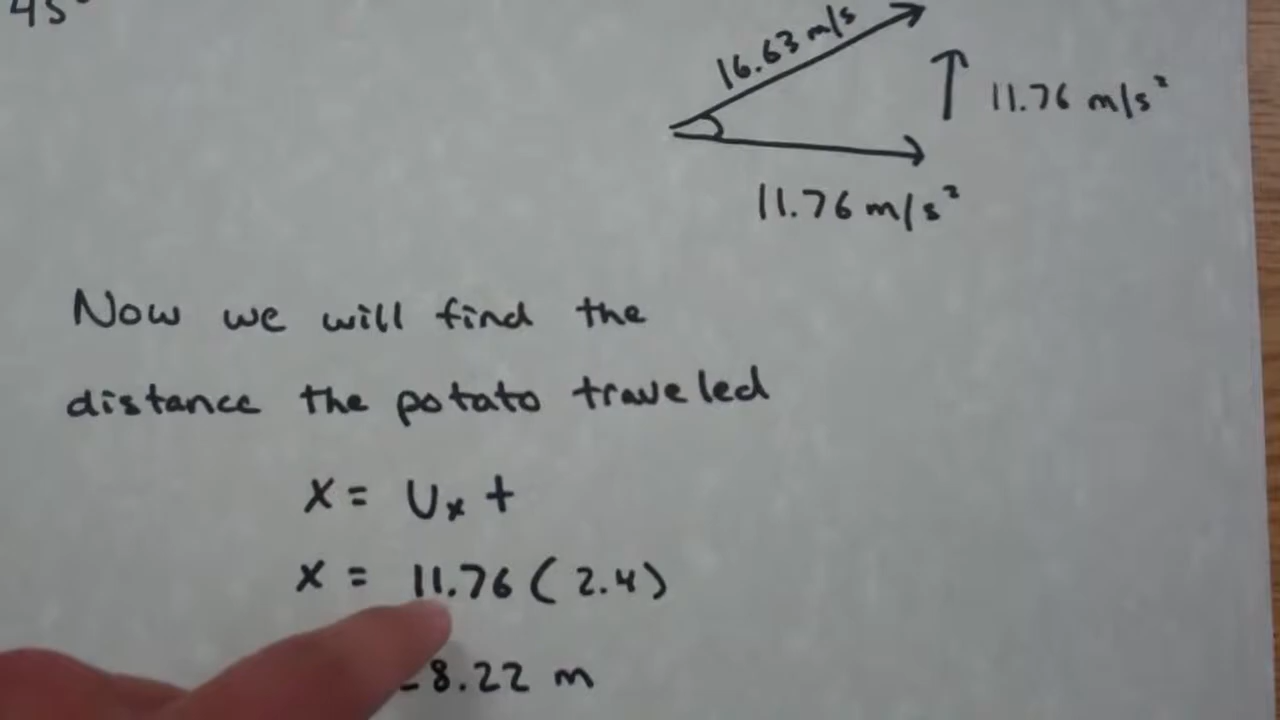 45°
16.63 m/s
11.76 m/s²
11.76 m/s²
Now we will find the
distance the potato traveled
x = Ux t
x = 11.76 (2.4)
8.22 m